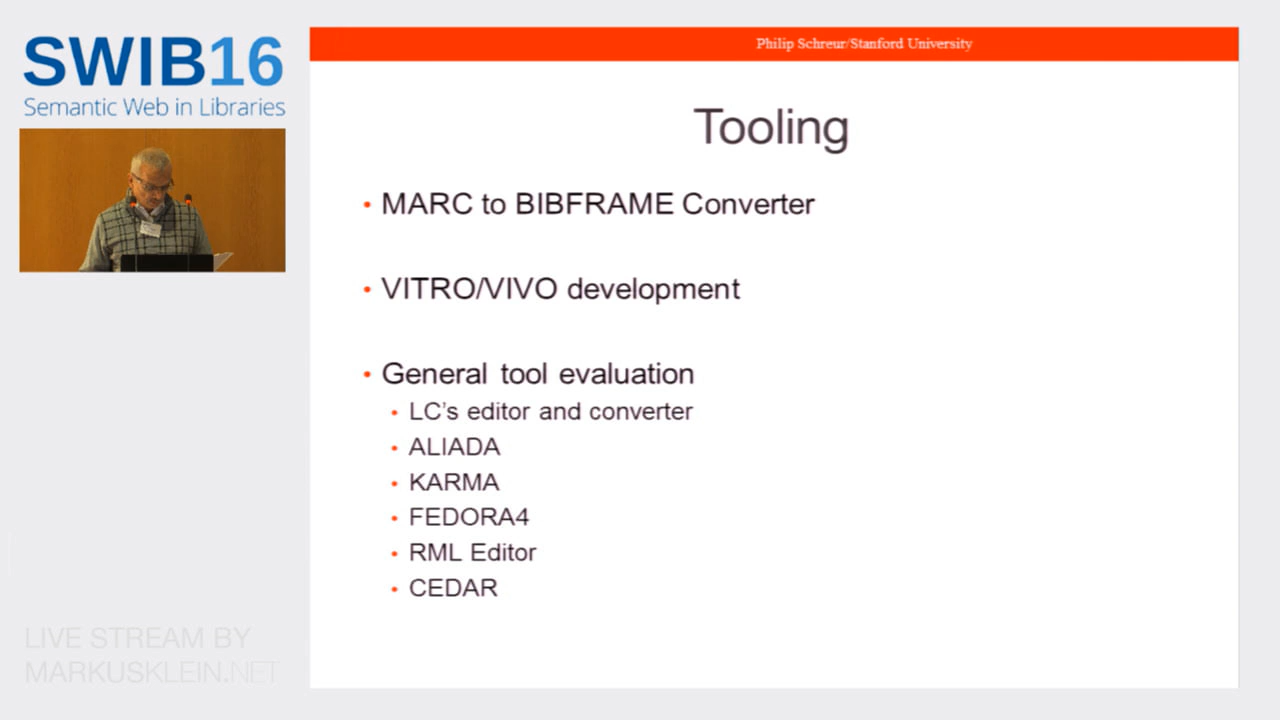 SWIB16
Semantic Web in Libraries
Philip Schreur/Stanford University
Tooling
• MARC to BIBFRAME Converter
• VITRO/VIVO development
• General tool evaluation
• LC's editor and converter
• ALIADA
• KARMA
• FEDORA4
• RML Editor
• CEDAR
LIVE STREAM BY
MARKUSKLEIN.NET